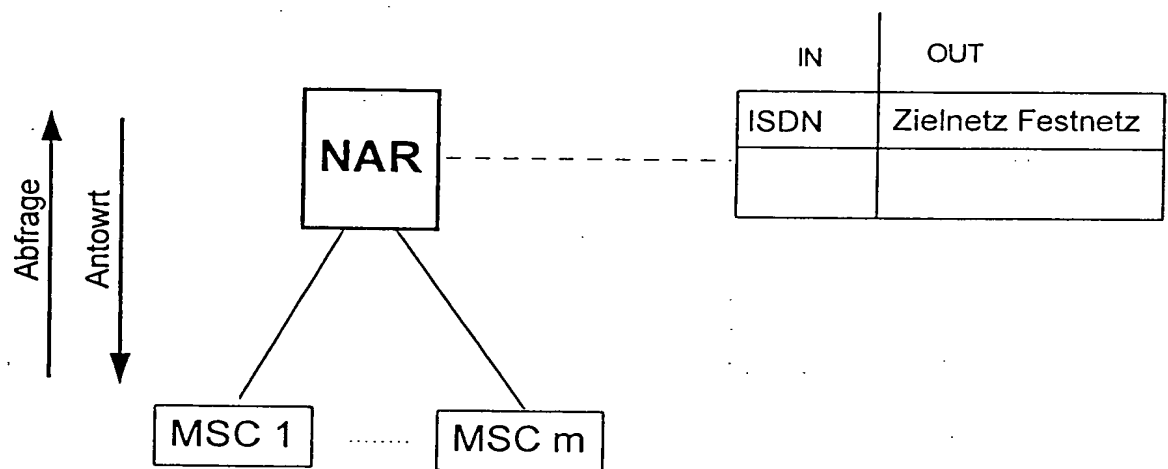 IN OUT
ISDN Zielnetz Festnetz
NAR
Abfrage
Antowrt
MSC 1 ........ MSC m